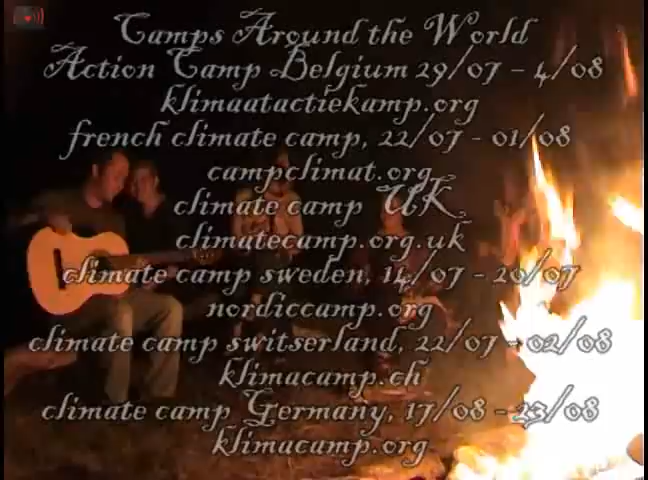 Camps Around the World
Action Camp Belgium 29/07 - 4/08
klimaatactiekamp.org
french climate camp, 22/07 - 01/08
campclimat.org
climate camp UK
climatecamp.org.uk
climate camp sweden, 14/07 - 20/07
nordiccamp.org
climate camp switserland, 22/07 - 02/08
klimacamp.ch
climate camp Germany, 17/08 - 23/08
klimacamp.org